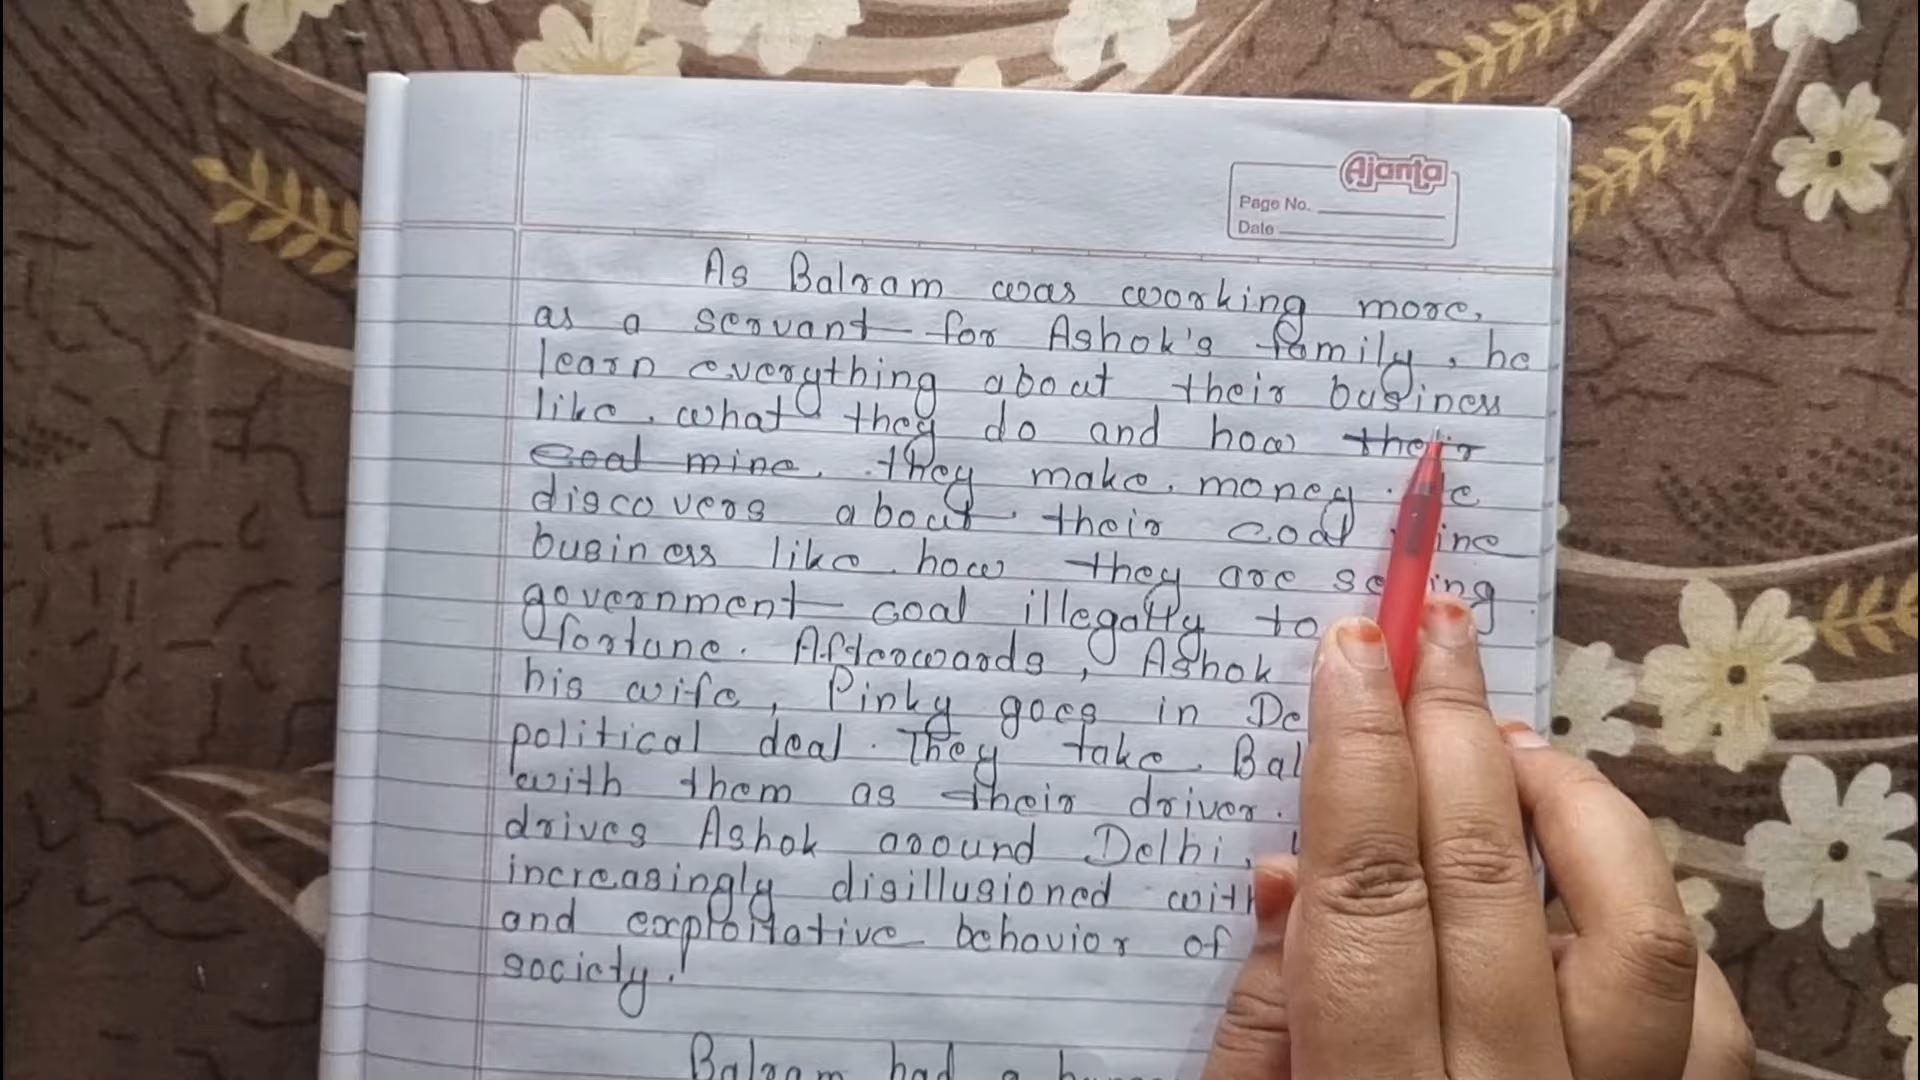 Ajanta
Page No.
Date
As Balram was working more,
as a servant for Ashok's family, he
learn everything about their business
like what they do and how their
coal mine. they make money.
discovers about their coal
business like how they are
government coal illegally to
fortune. Afterwards, Ashok
his wife, Pinky goes in
political deal. They take
with them as their driver.
drives Ashok around Delhi,
increasingly disillusioned with
and exploitative behavior of
society.
Balram had a